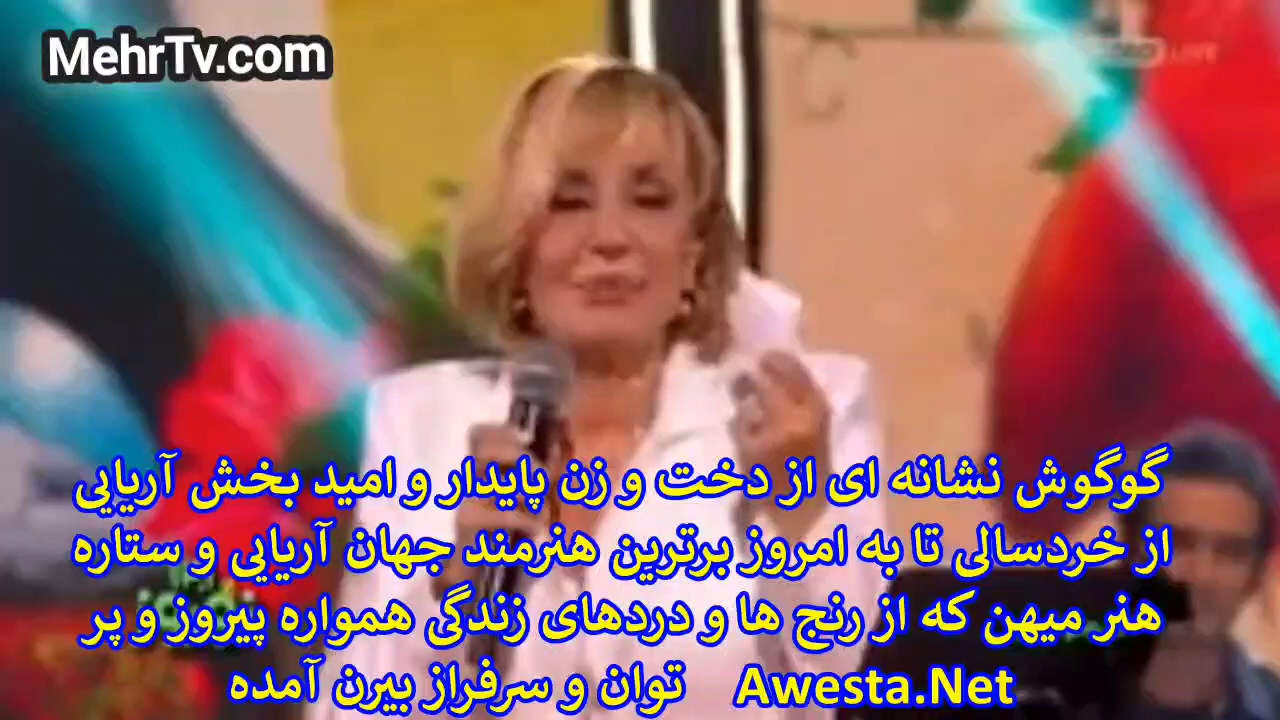 MehrTv.com
LIVE
گوگوش نشانه ای از دخت و زن پایدار و امید بخش آریایی
از خردسالی تا به امروز برترین هنرمند جهان آریایی و ستاره
هنر میهن که از رنج ها و دردهای زندگی همواره پیروز و پر
توان و سرفراز بیرن آمده Awesta.Net